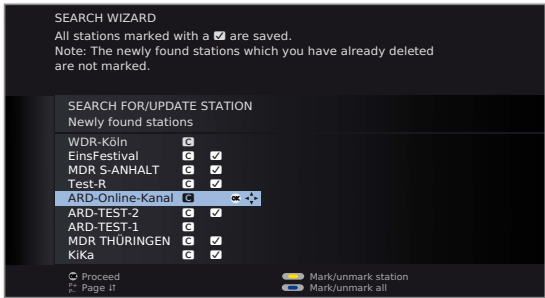 SEARCH WIZARD
All stations marked with a ☑ are saved.
Note: The newly found stations which you have already deleted
are not marked.
SEARCH FOR/UPDATE STATION
Newly found stations
WDR-Köln C
EinsFestival C ✓
MDR S-ANHALT C ✓
Test-R C ✓
ARD-Online-Kanal C OK
ARD-TEST-2 C ✓
ARD-TEST-1 C
MDR THÜRINGEN C ✓
KiKa C ✓
OK Proceed
Mark/unmark station
P+ P- Page ↓↑
Mark/unmark all